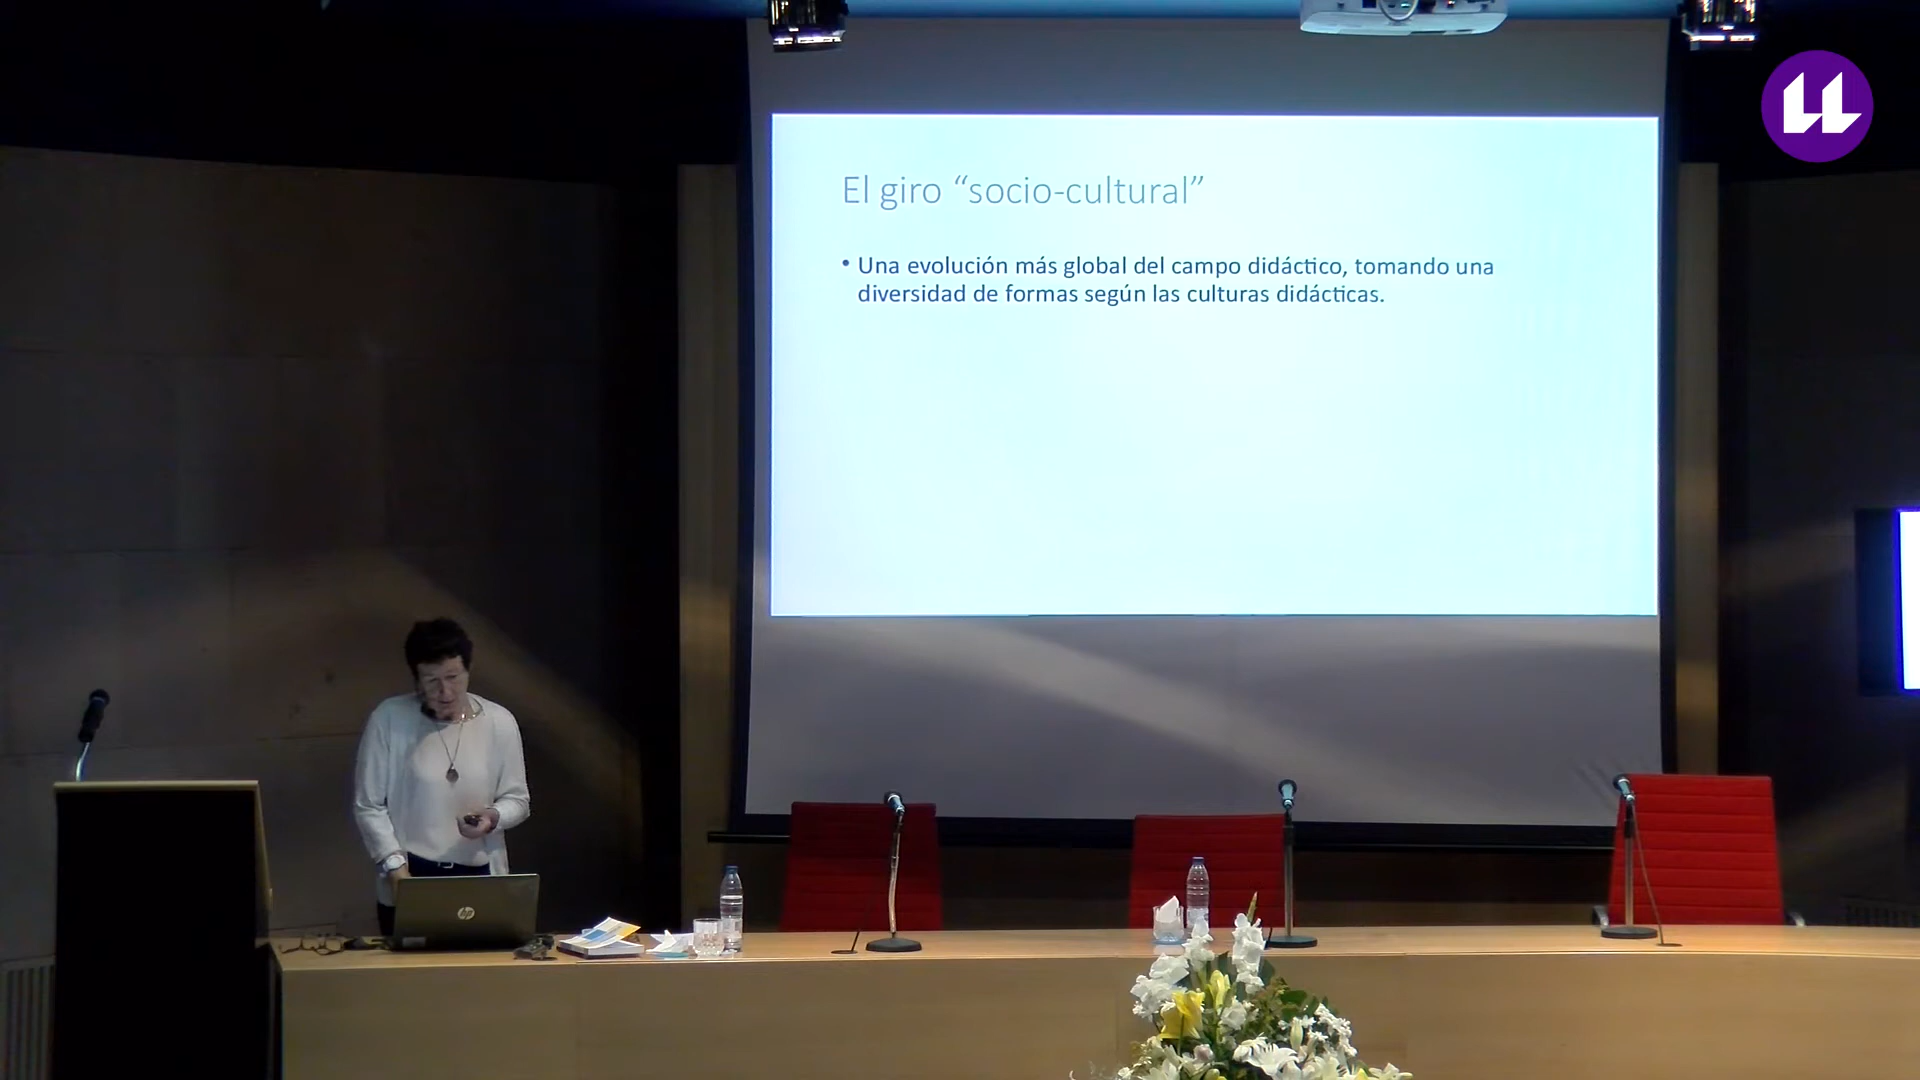 El giro “socio-cultural”
• Una evolución más global del campo didáctico, tomando una
diversidad de formas según las culturas didácticas.
hp